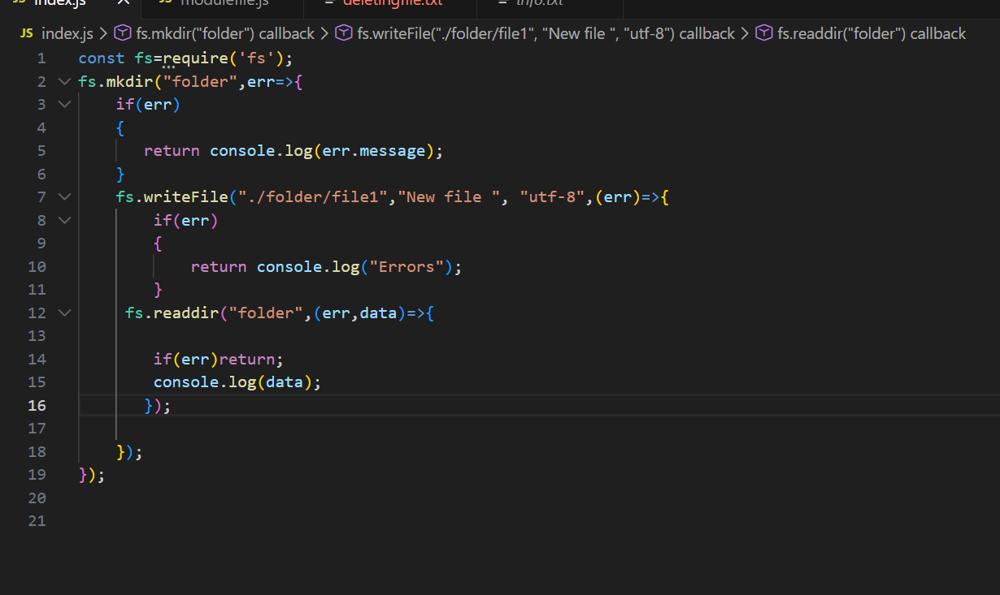 JS index.js JS modulefile.js deletingfile.txt info.txt
JS index.js > fs.mkdir("folder") callback > fs.writeFile("./folder/file1", "New file ", "utf-8") callback > fs.readdir("folder") callback
1 const fs=require('fs');
2 fs.mkdir("folder",err=>{
3 if(err)
4 {
5 return console.log(err.message);
6 }
7 fs.writeFile("./folder/file1","New file ", "utf-8",(err)=>{
8 if(err)
9 {
10 return console.log("Errors");
11 }
12 fs.readdir("folder",(err,data)=>{
13
14 if(err)return;
15 console.log(data);
16 });
17
18 });
19 });
20
21